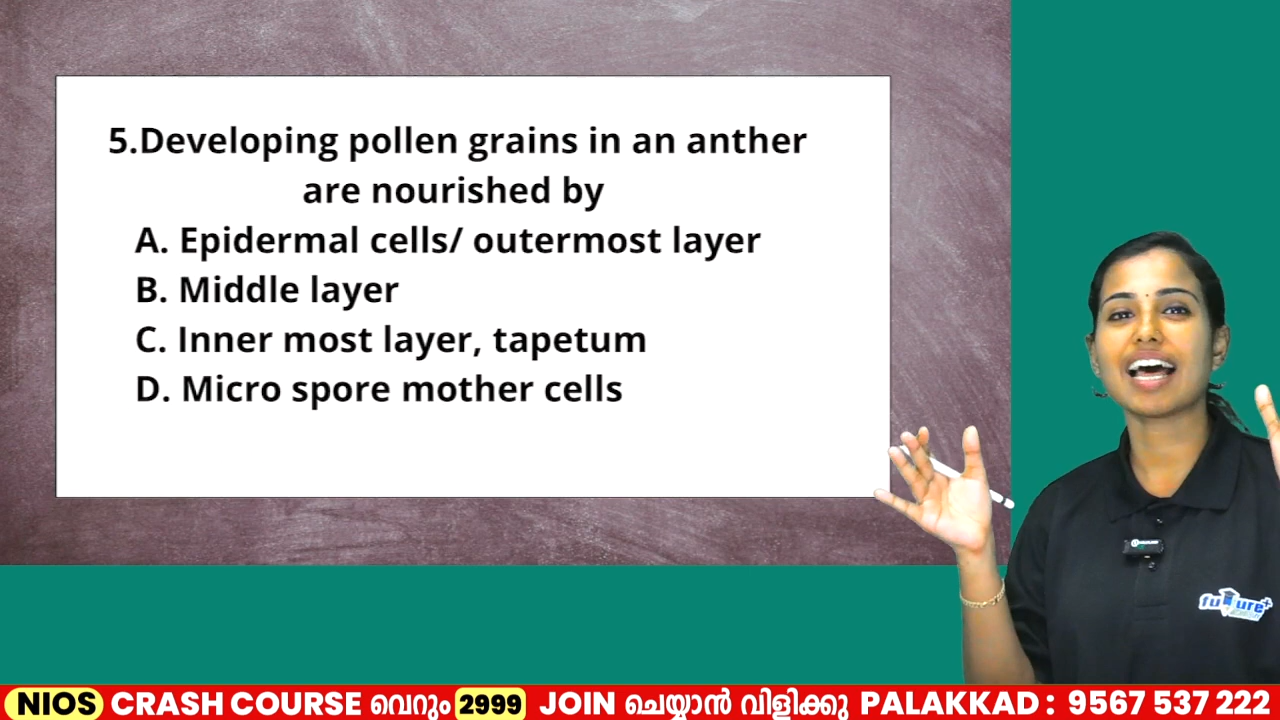 5.Developing pollen grains in an anther
are nourished by
A. Epidermal cells/ outermost layer
B. Middle layer
C. Inner most layer, tapetum
D. Micro spore mother cells
future+
NIOS CRASH COURSE വെറും 2999 JOIN ചെയ്യാൻ വിളിക്കു PALAKKAD : 9567 537 222